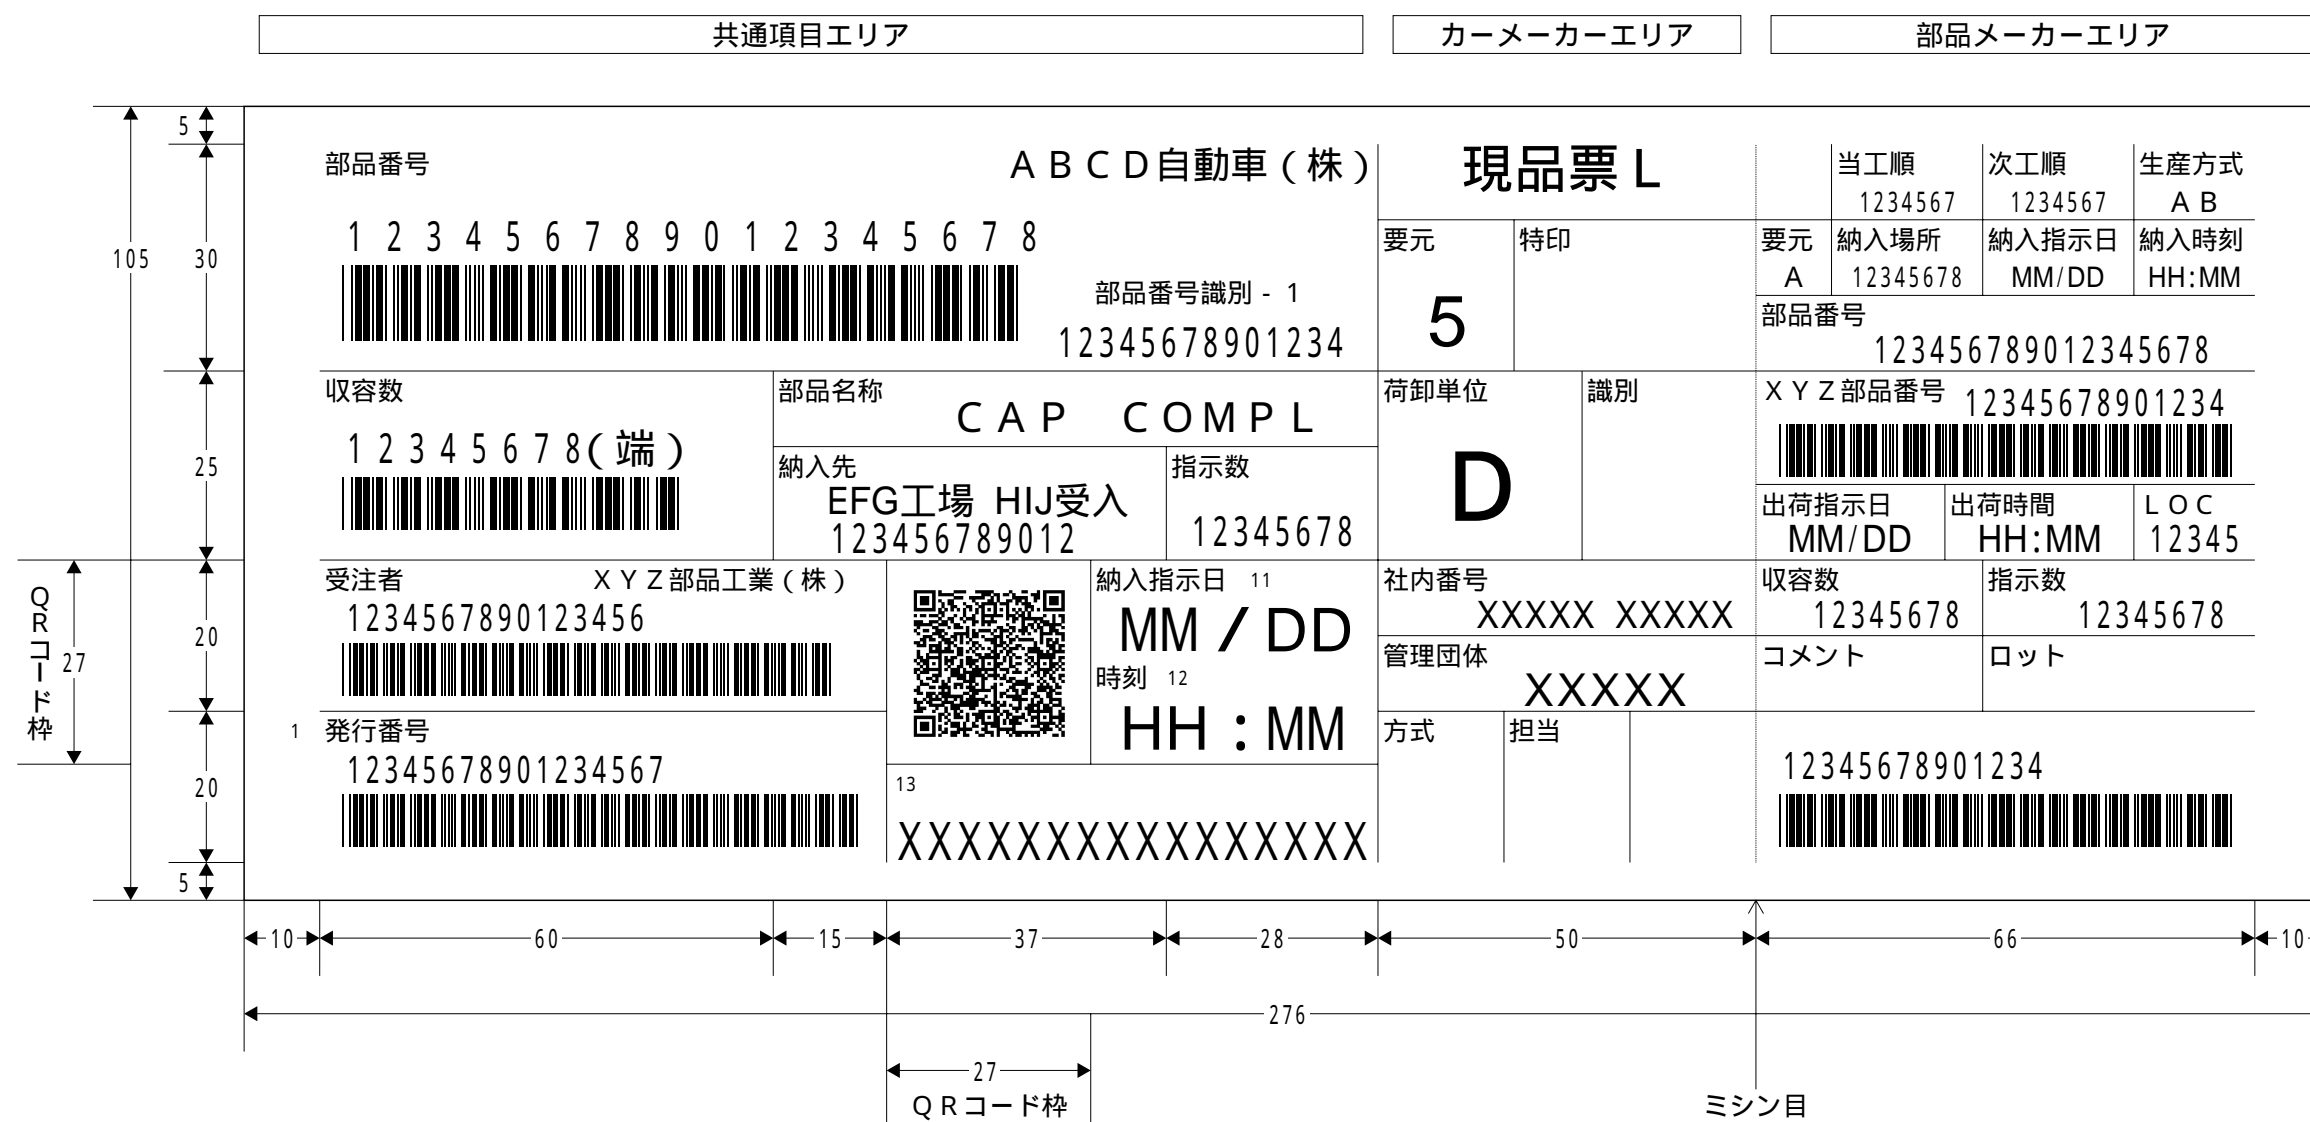 共通項目エリア
カーメーカーエリア
部品メーカーエリア
5
部品番号
ＡＢＣＤ自動車（株）
現品票Ｌ
当工順
次工順
生産方式
1234567
1234567
ＡＢ
123456789012345678
要元
特印
要元
納入場所
納入指示日
納入時刻
105
30
A
12345678
MM/DD
HH:MM
部品番号識別 - 1
5
部品番号
12345678901234
123456789012345678
収容数
部品名称
荷卸単位
識別
ＸＹＺ部品番号
12345678901234
ＣＡＰ　ＣＯＭＰＬ
12345678(端)
25
納入先
指示数
D
EFG工場 HIJ受入
出荷指示日
出荷時間
ＬＯＣ
123456789012
12345678
MM/DD
HH:MM
12345
受注者
ＸＹＺ部品工業（株）
納入指示日 11
社内番号
収容数
指示数
QRコード枠
27
20
1234567890123456
MM / DD
XXXXX XXXXX
12345678
12345678
時刻 12
管理団体
コメント
ロット
XXXXX
1
発行番号
HH : MM
方式
担当
12345678901234567
12345678901234
20
13
XXXXXXXXXXXXXXXX
5
10
60
15
37
28
50
66
10
276
27
ＱＲコード枠
ミシン目